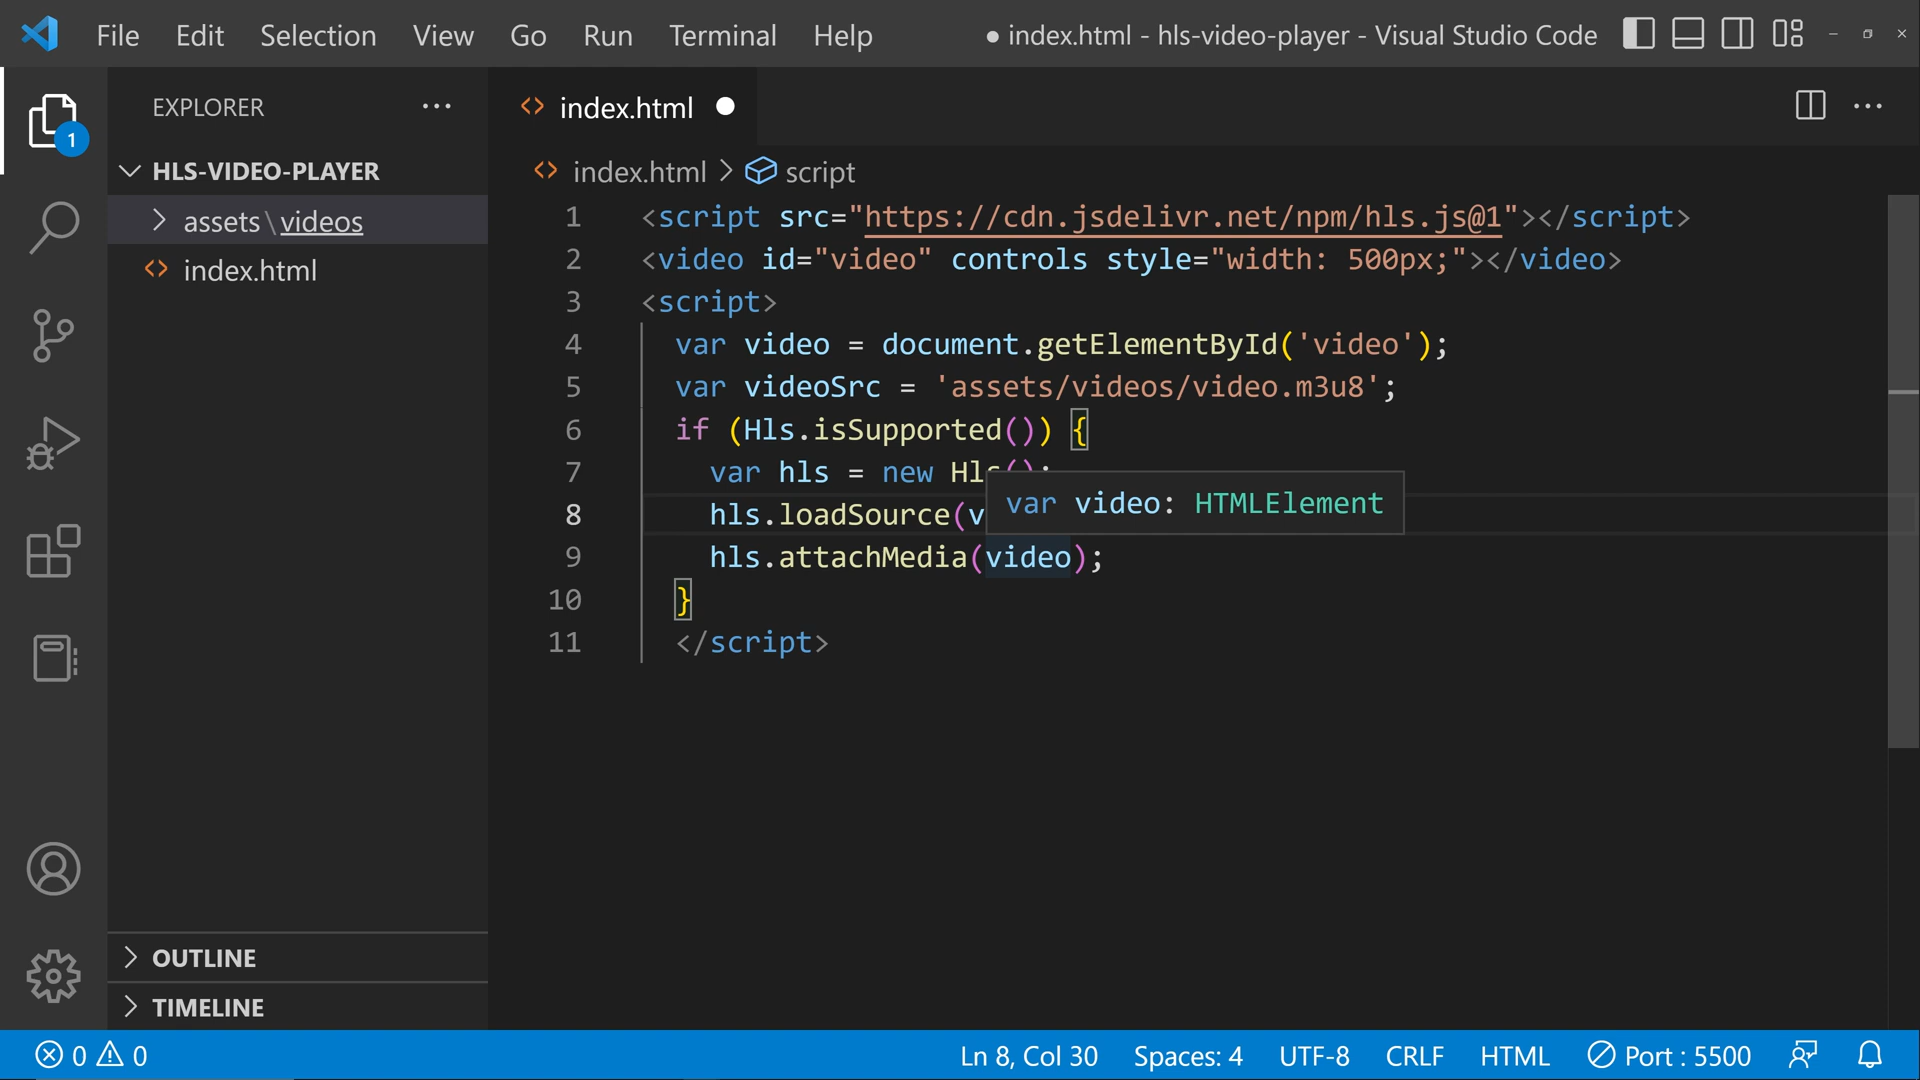 File Edit Selection View Go Run Terminal Help
● index.html - hls-video-player - Visual Studio Code
EXPLORER
1
HLS-VIDEO-PLAYER
assets\videos
index.html
index.html
index.html > script
1 <script src="https://cdn.jsdelivr.net/npm/hls.js@1"></script>
2 <video id="video" controls style="width: 500px;"></video>
3 <script>
4 var video = document.getElementById('video');
5 var videoSrc = 'assets/videos/video.m3u8';
6 if (Hls.isSupported()) {
7 var hls = new Hls();
8 hls.loadSource(v
var video: HTMLElement
9 hls.attachMedia(video);
10 }
11 </script>
OUTLINE
TIMELINE
0 0
Ln 8, Col 30 Spaces: 4 UTF-8 CRLF HTML Port : 5500